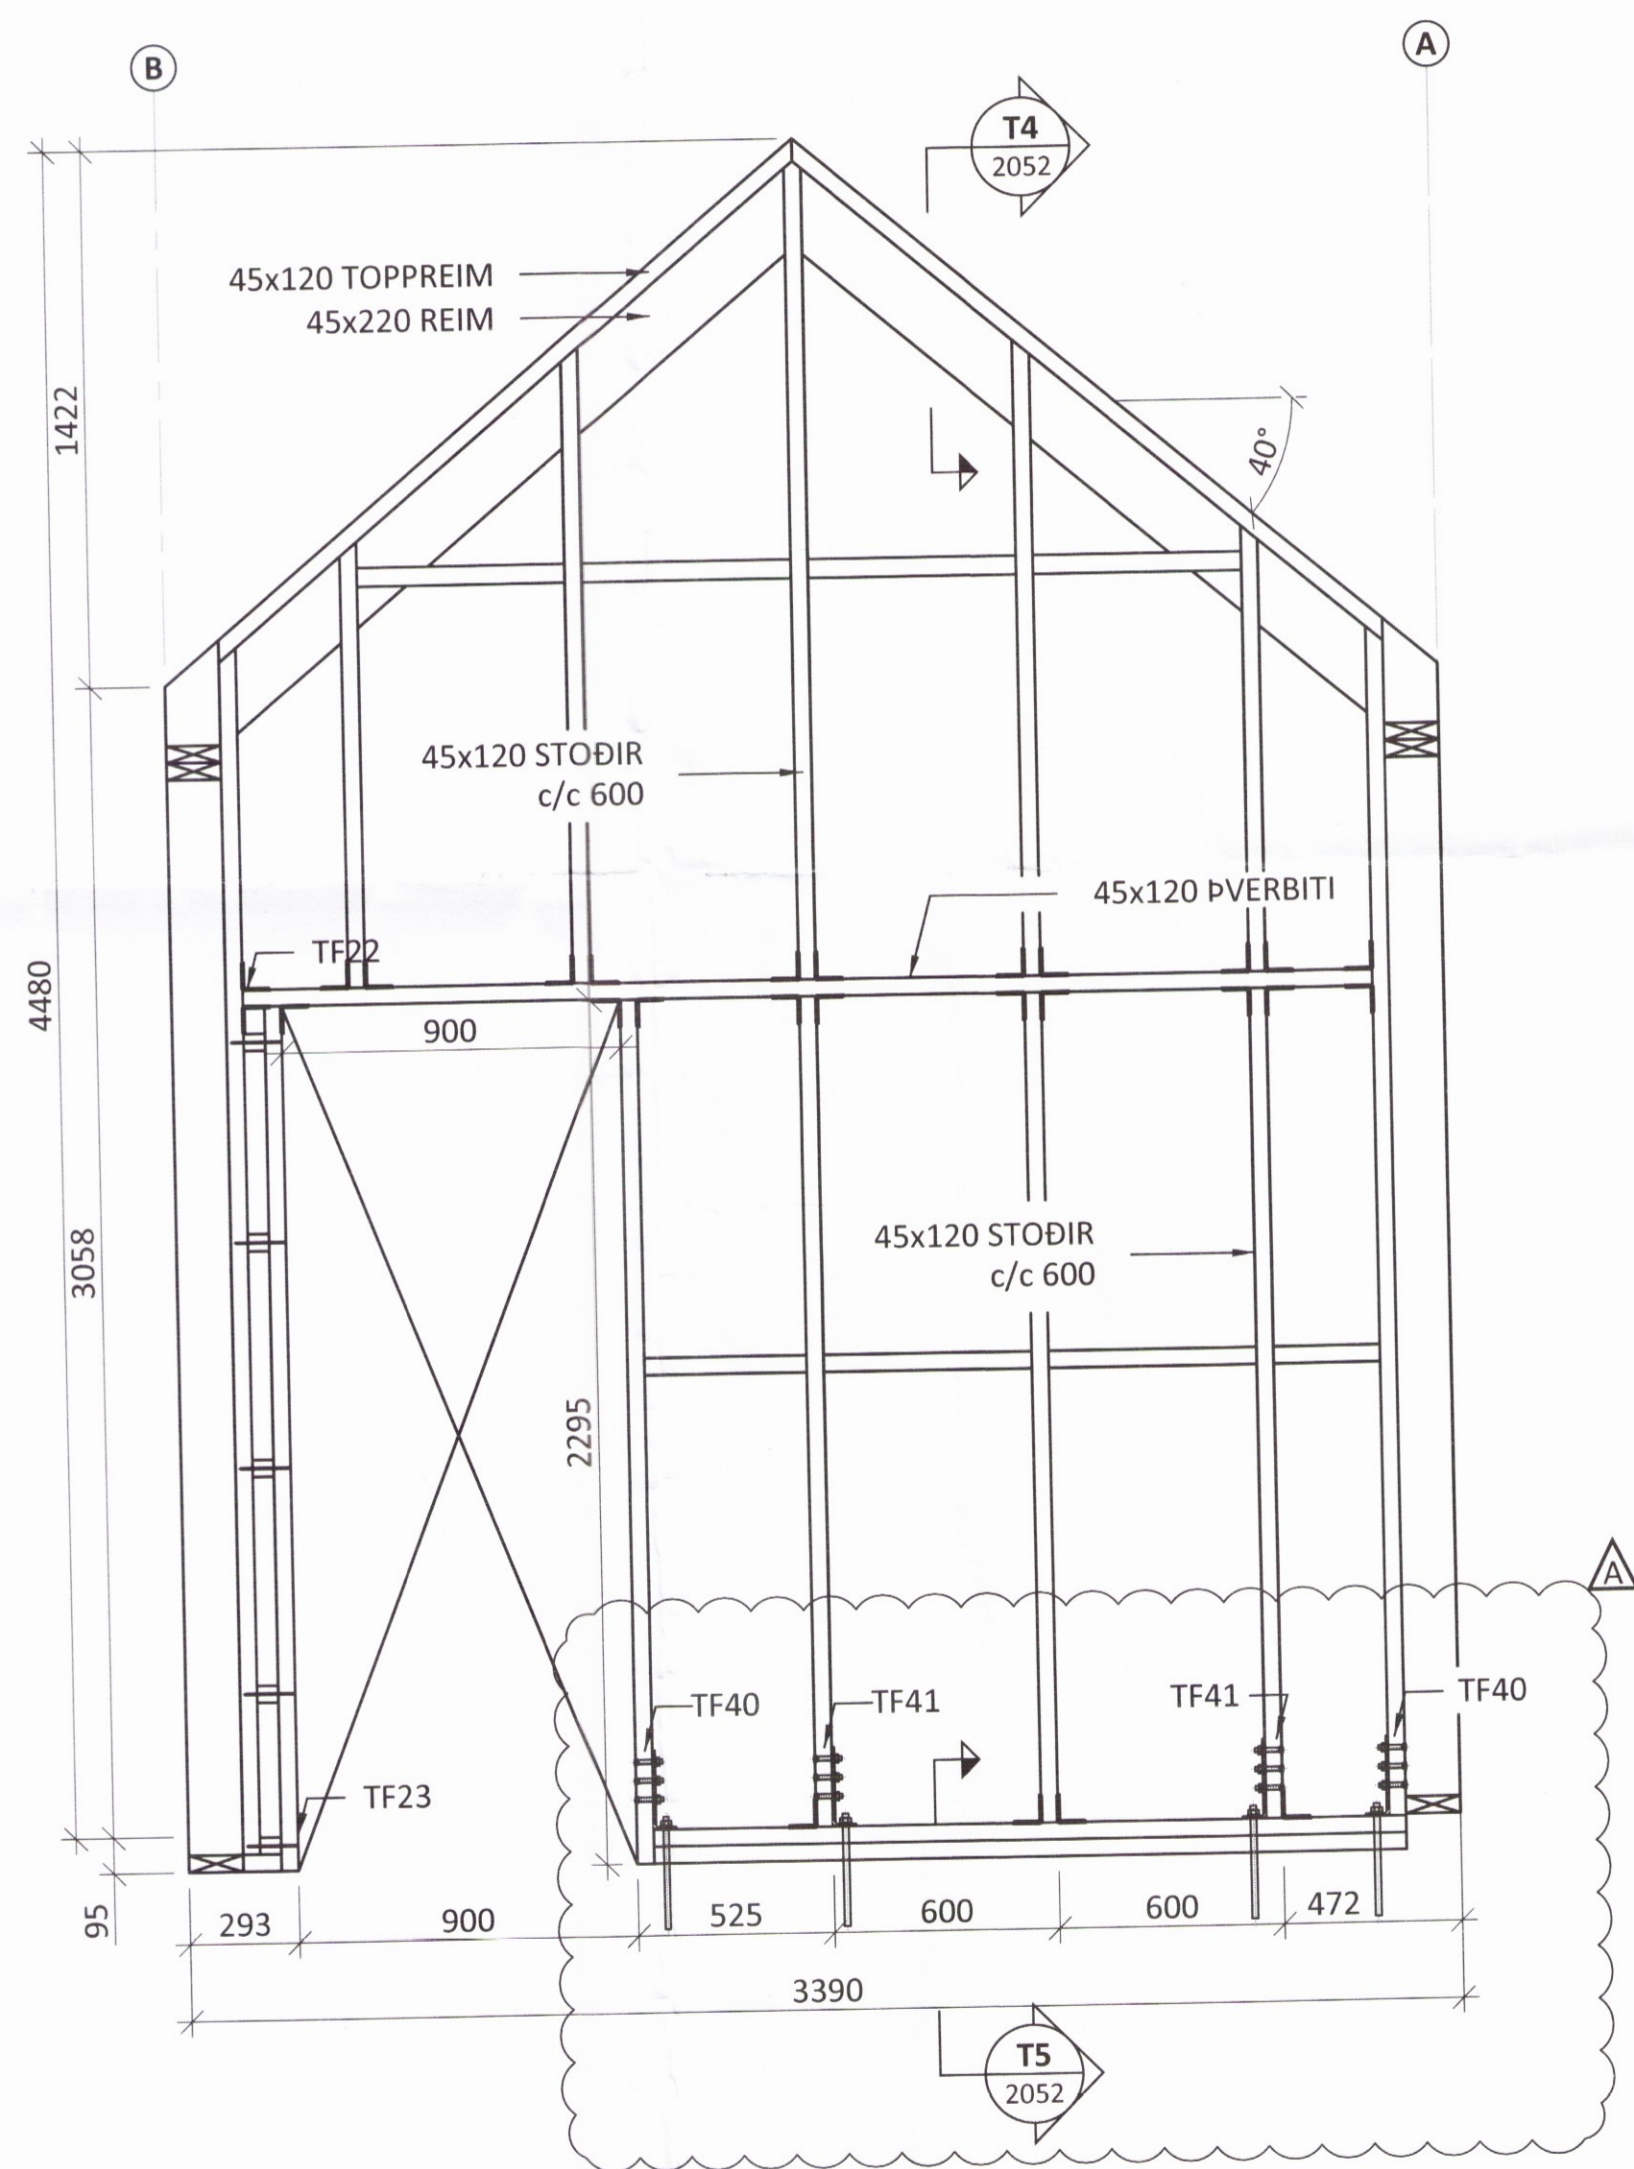 B
A
T4
2052
45x120 TOPPREIM
45x220 REIM
1422
40°
45x120 STOÐIR
c/c 600
45x120 ÞVERBITI
TF22
4480
900
3058
45x120 STOÐIR
c/c 600
2295
A
TF40
TF41
TF41
TF40
TF23
95
293
900
525
600
600
472
3390
T5
2052